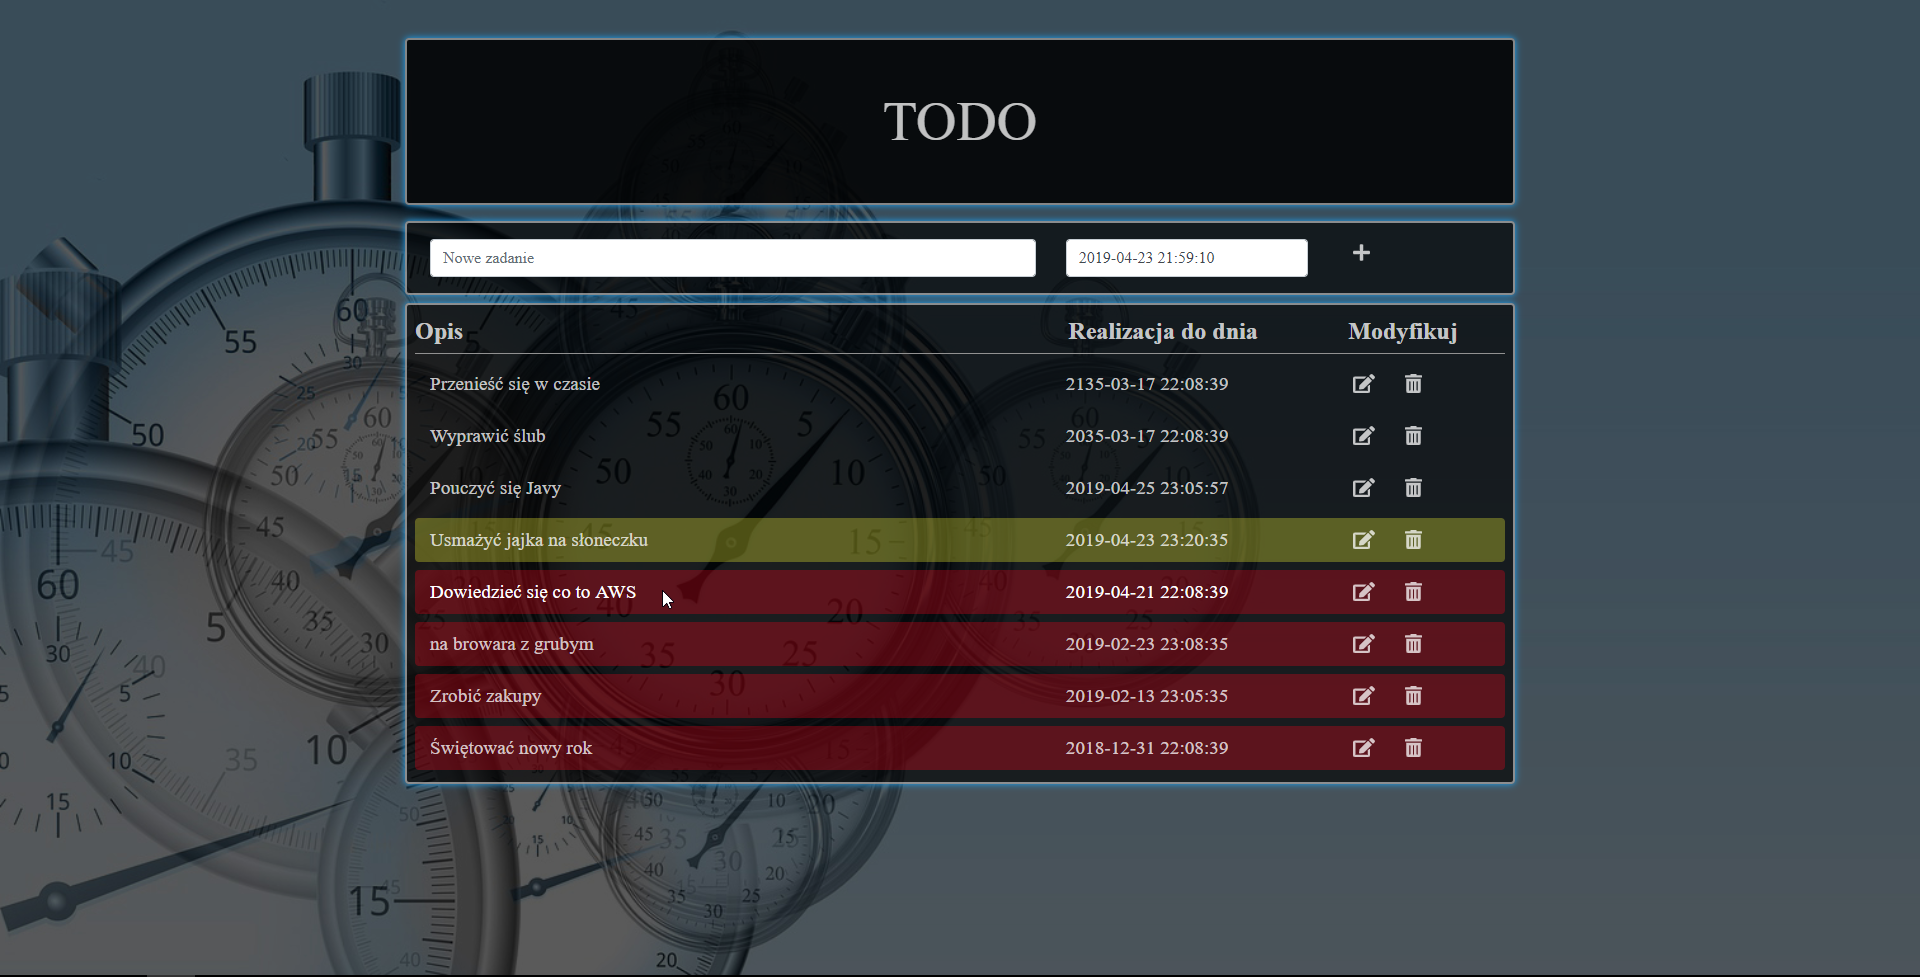 TODO
Nowe zadanie 2019-04-23 21:59:10
Opis Realizacja do dnia Modyfikuj
Przenieść się w czasie 2135-03-17 22:08:39
Wyprawić ślub 2035-03-17 22:08:39
Pouczyć się Javy 2019-04-25 23:05:57
Usmażyć jajka na słoneczku 2019-04-23 23:20:35
Dowiedzieć się co to AWS 2019-04-21 22:08:39
na browara z grubym 2019-02-23 23:08:35
Zrobić zakupy 2019-02-13 23:05:35
Świętować nowy rok 2018-12-31 22:08:39